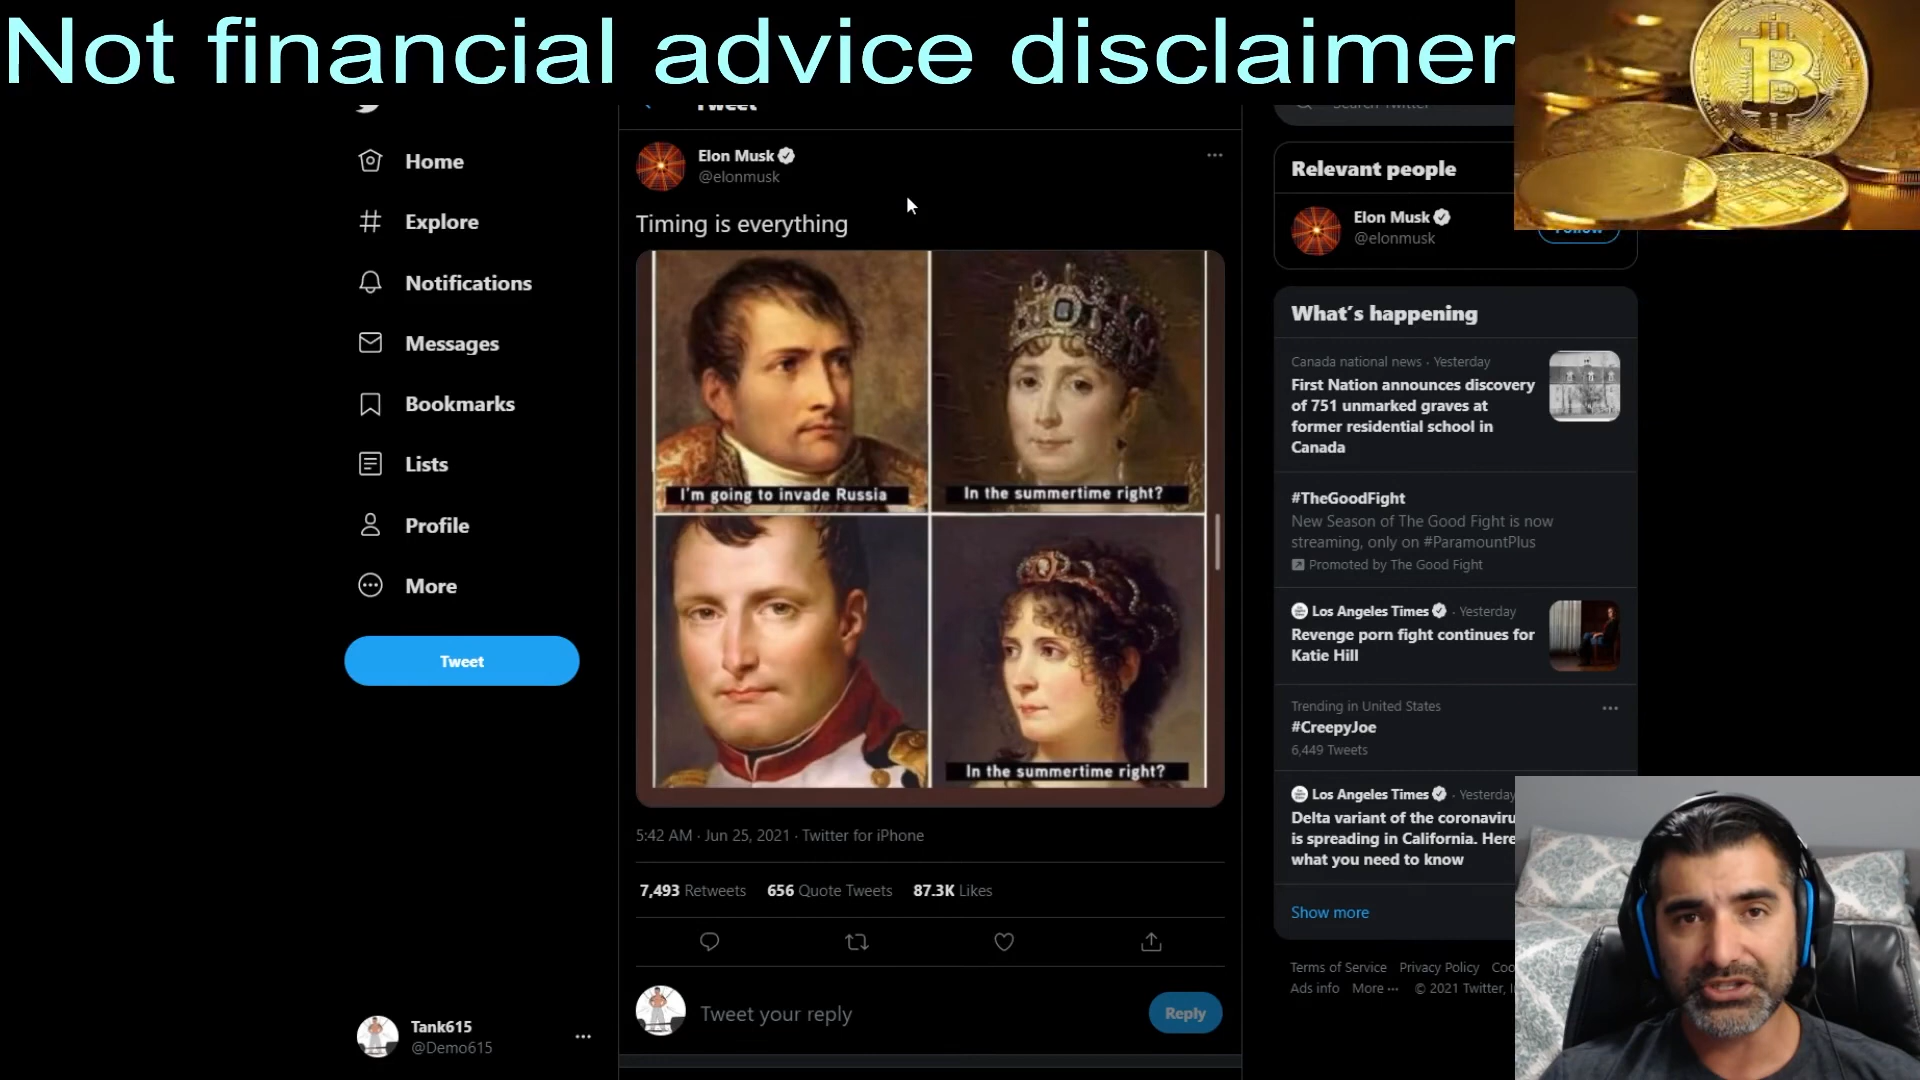 Not financial advice disclaimer
Tweet
Search Twitter
Home
Explore
Notifications
Messages
Bookmarks
Lists
Profile
More
Tweet
Tank615
@Demo615
Elon Musk
@elonmusk
Timing is everything
I'm going to invade Russia
In the summertime right?
In the summertime right?
5:42 AM · Jun 25, 2021 · Twitter for iPhone
7,493 Retweets 656 Quote Tweets 87.3K Likes
Tweet your reply
Reply
Relevant people
Elon Musk
@elonmusk
Follow
What's happening
Canada national news · Yesterday
First Nation announces discovery
of 751 unmarked graves at
former residential school in
Canada
#TheGoodFight
New Season of The Good Fight is now
streaming, only on #ParamountPlus
Promoted by The Good Fight
Los Angeles Times · Yesterday
Revenge porn fight continues for
Katie Hill
Trending in United States
#CreepyJoe
6,449 Tweets
Los Angeles Times · Yesterday
Delta variant of the coronaviru
is spreading in California. Here
what you need to know
Show more
Terms of Service Privacy Policy Coo
Ads info More ··· © 2021 Twitter, I